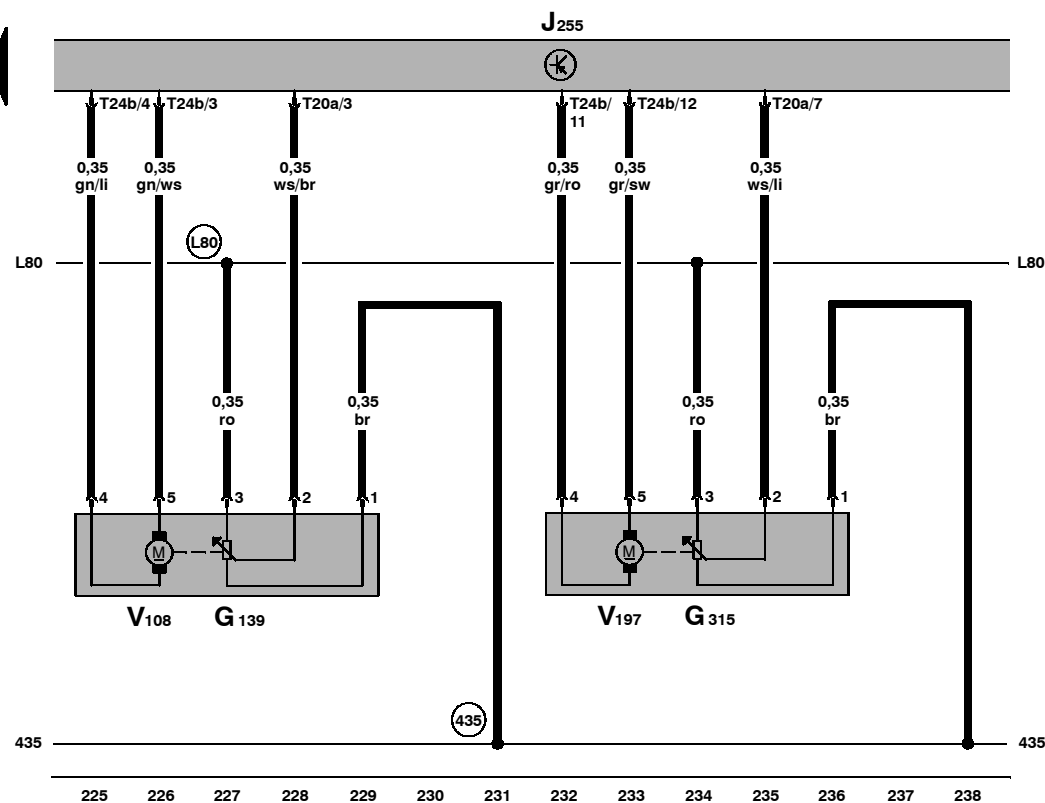 J255
T24b/4 T24b/3 T20a/3 T24b/ T24b/12 T20a/7
11
0,35 0,35 0,35 0,35 0,35 0,35
gn/li gn/ws ws/br gr/ro gr/sw ws/li
L80
L80 L80
0,35 0,35 0,35 0,35
ro br ro br
4 5 3 2 1 4 5 3 2 1
M M
V108 G139 V197 G315
435
435 435
225 226 227 228 229 230 231 232 233 234 235 236 237 238